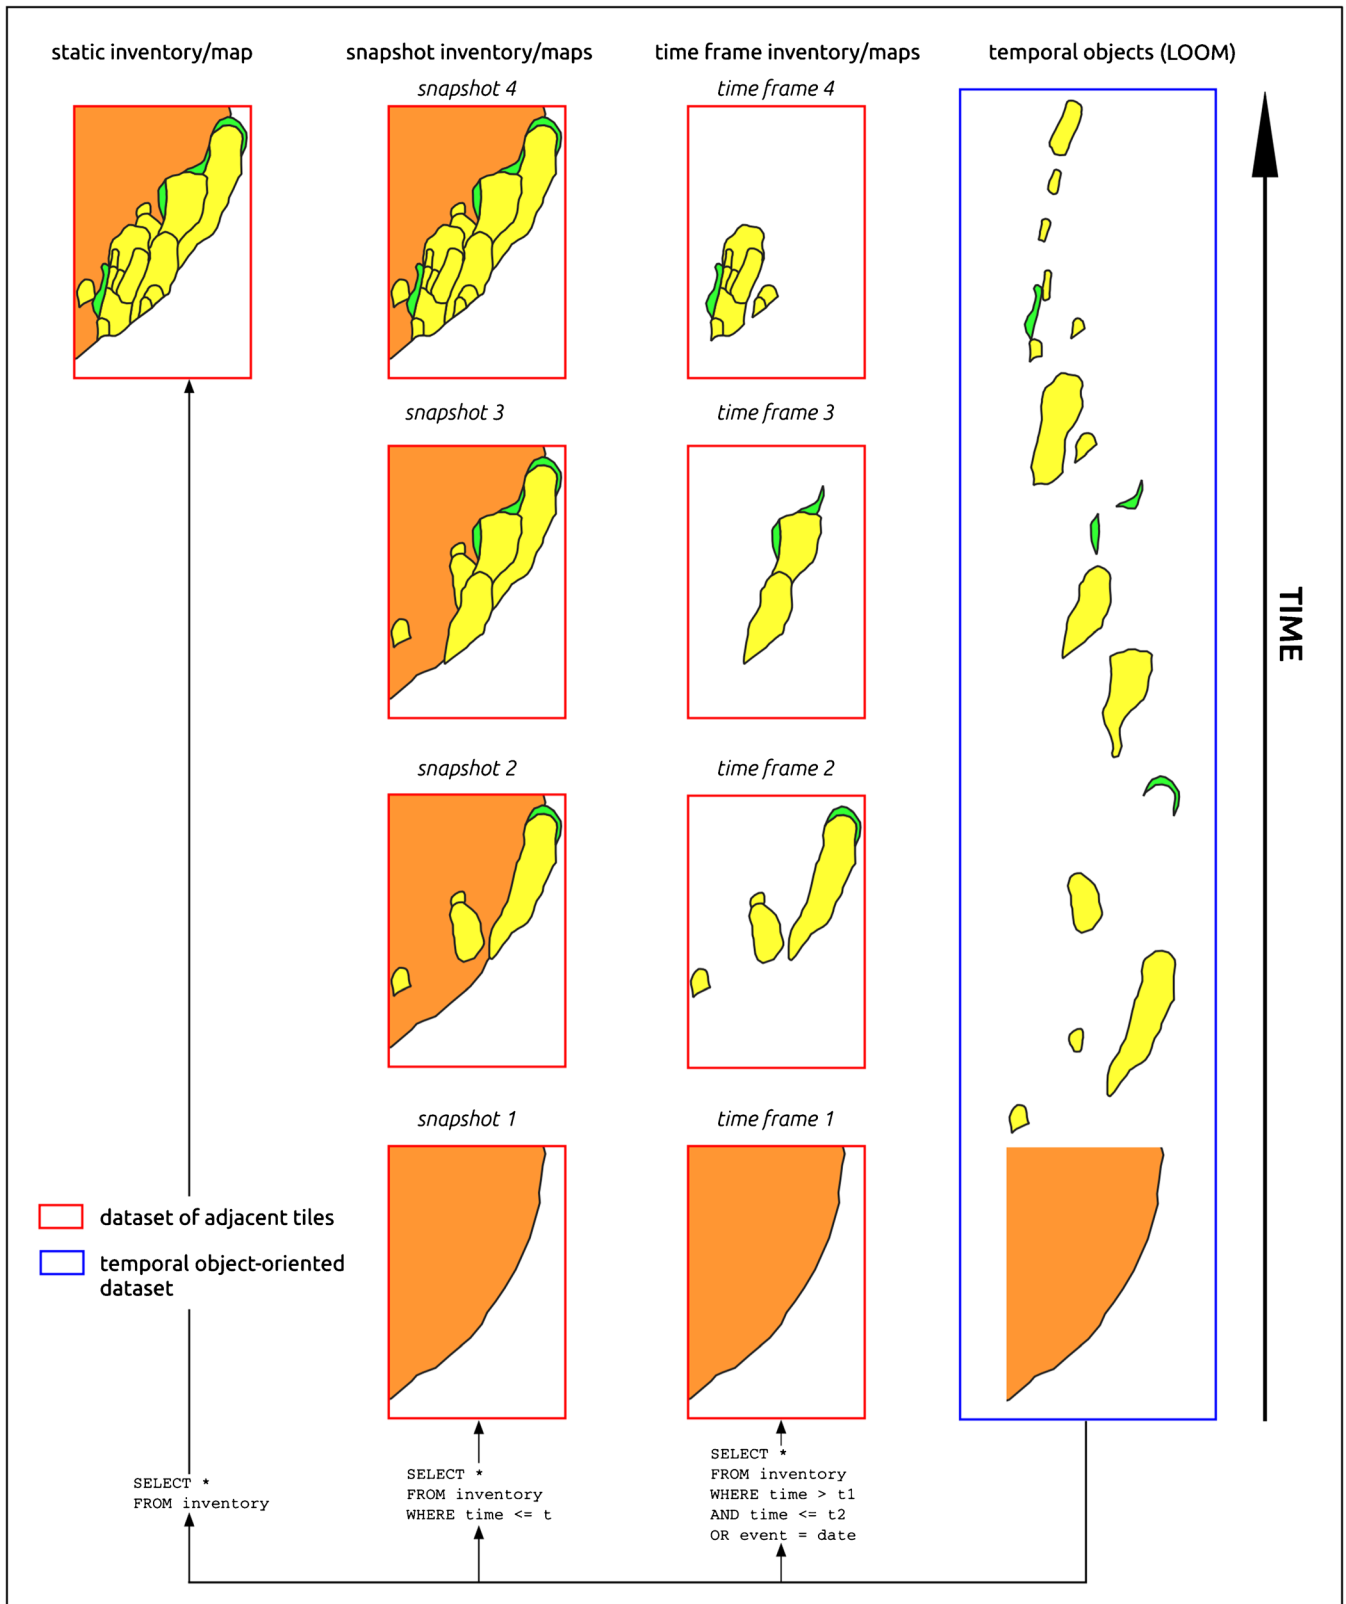 static inventory/map
snapshot inventory/maps
time frame inventory/maps
temporal objects (LOOM)
snapshot 4
time frame 4
snapshot 3
time frame 3
TIME
snapshot 2
time frame 2
snapshot 1
time frame 1
dataset of adjacent tiles
temporal object-oriented
dataset
SELECT *
FROM inventory
SELECT *
FROM inventory
WHERE time <= t
SELECT *
FROM inventory
WHERE time > t1
AND time <= t2
OR event = date